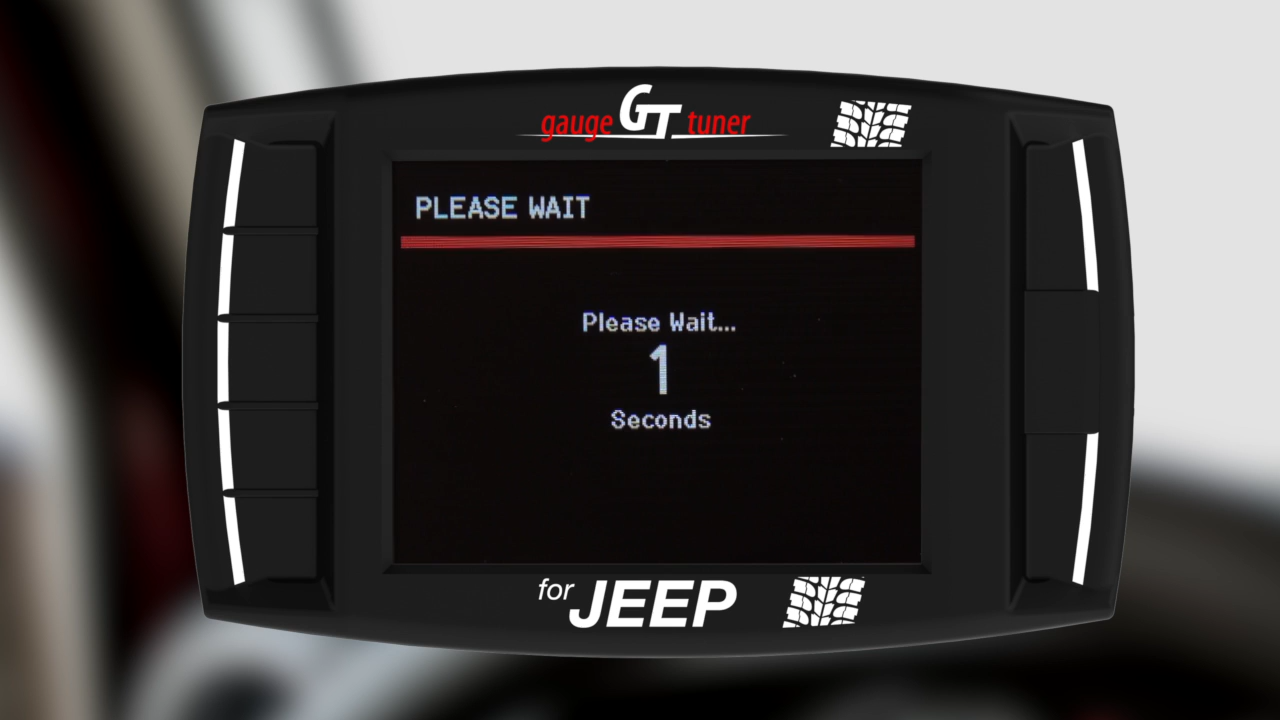 gauge GT tuner
PLEASE WAIT
Please Wait...
1
Seconds
for JEEP